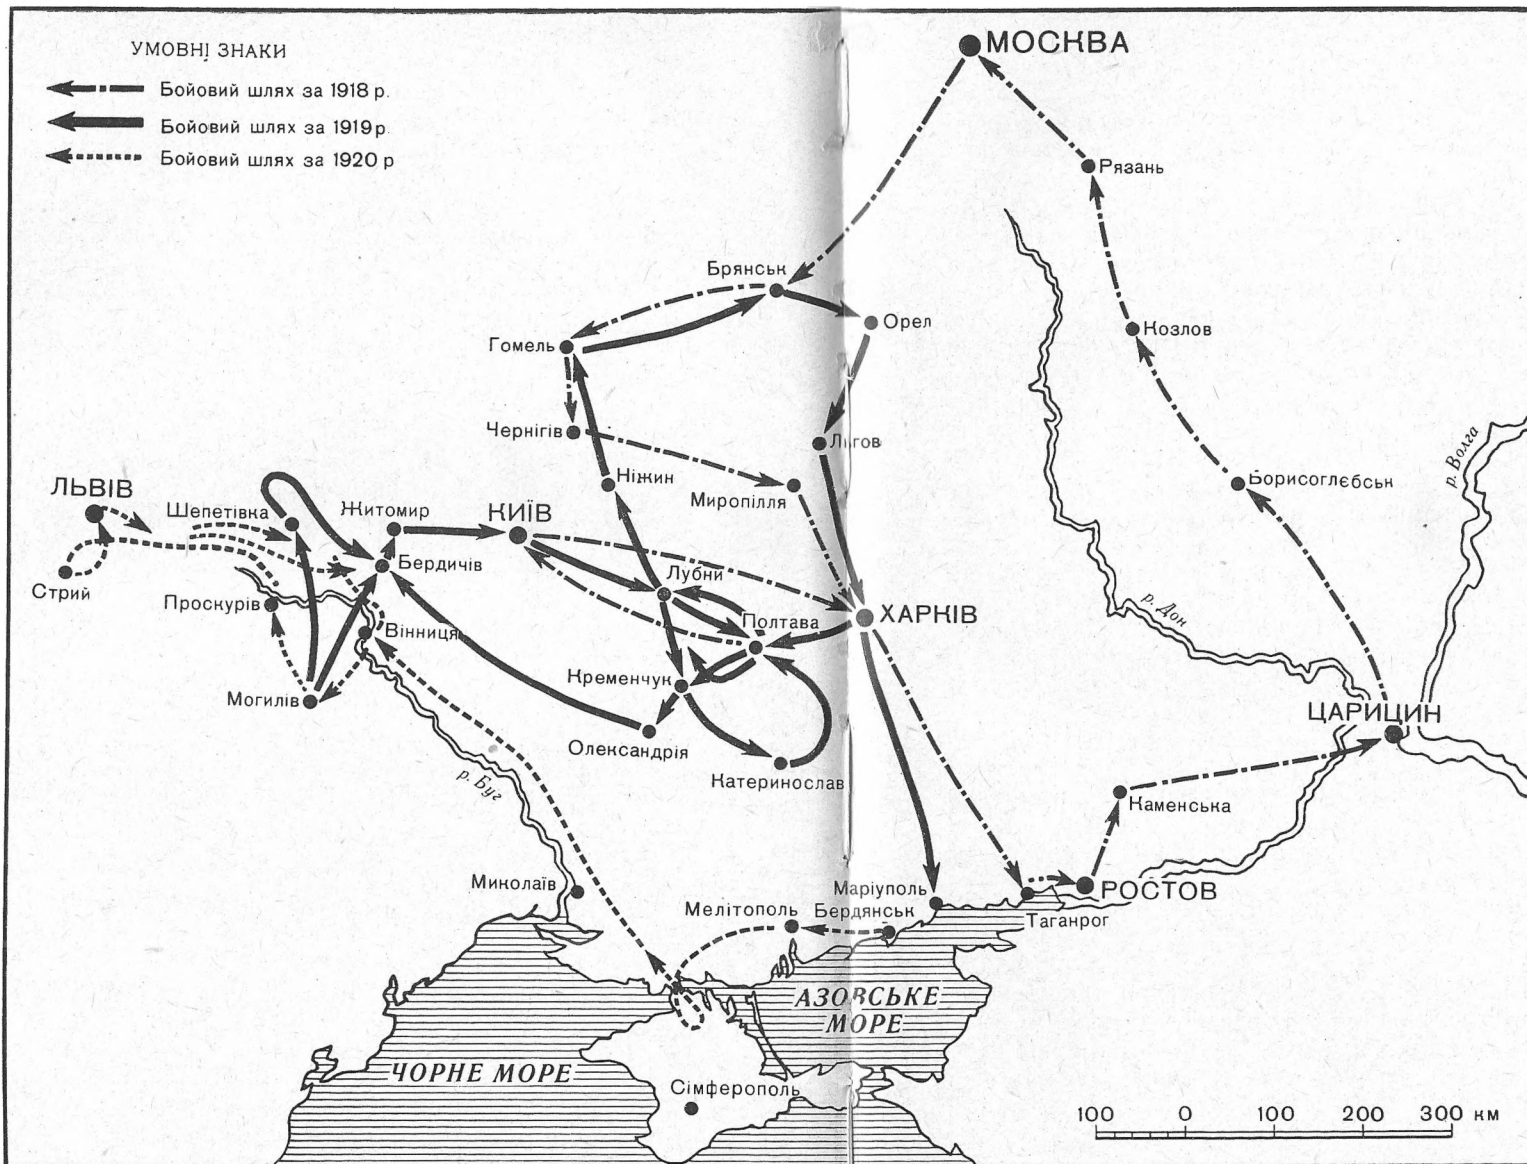 УМОВНІ ЗНАКИ
Бойовий шлях за 1918 р.
Бойовий шлях за 1919 р.
Бойовий шлях за 1920 р
МОСКВА
Рязань
Брянськ
Орел
Козлов
Гомель
Чернігів
Льгов
р. Волга
Ніжин
Миропілля
Борисоглєбськ
ЛЬВІВ
Шепетівка
Житомир
КИЇВ
Бердичів
Лубни
Стрий
Проскурів
Вінниця
Полтава
ХАРКІВ
р. Дон
Могилів
Кременчук
Олександрія
Катеринослав
ЦАРИЦИН
р. Буг
Каменська
Миколаїв
Маріуполь
РОСТОВ
Мелітополь
Бердянськ
Таганрог
АЗОВСЬКЕ
МОРЕ
ЧОРНЕ МОРЕ
Сімферополь
100 0 100 200 300 км